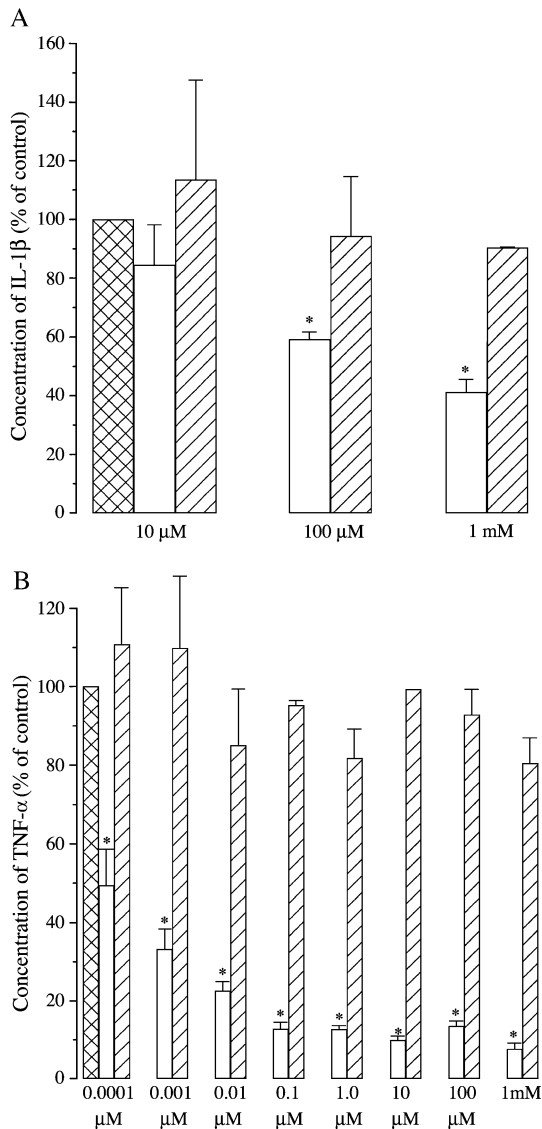 A
Concentration of IL-1β (% of control)
160
140
120
100
80
60
40
20
0
*
*
10 μM
100 μM
1 mM
B
Concentration of TNF-α (% of control)
120
100
80
60
40
20
0
*
*
*
*
*
*
*
*
0.0001 0.001 0.01 0.1 1.0 10 100 1mM
μM μM μM μM μM μM μM